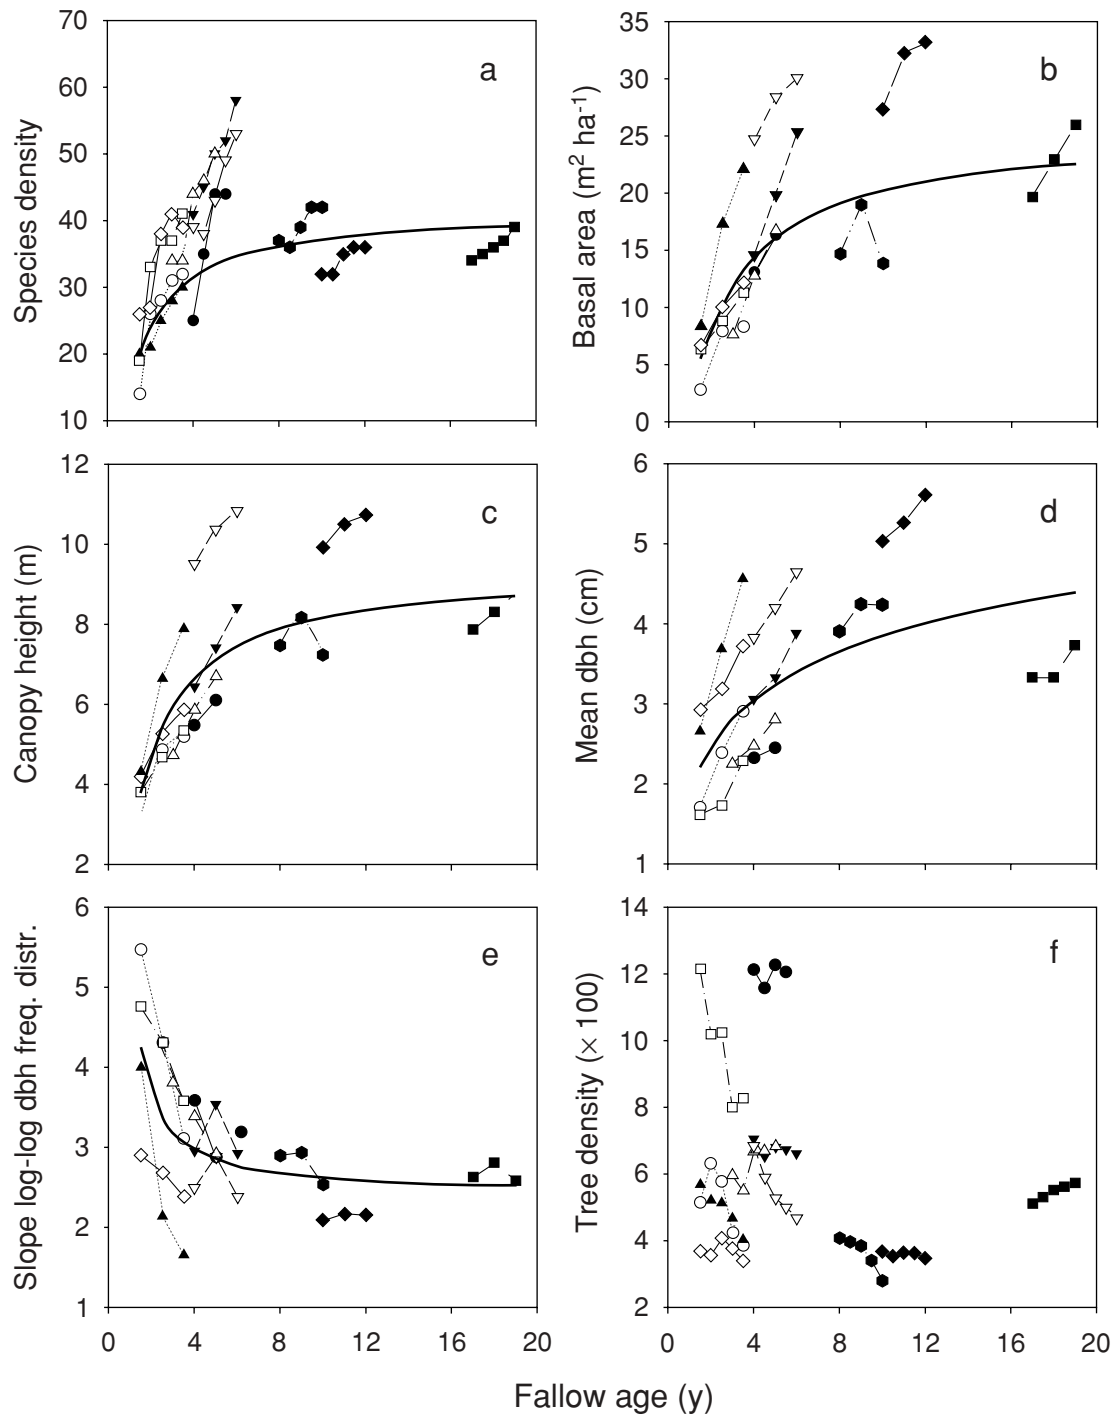 70
60
50
40
30
20
10
Species density
a
35
30
25
20
15
10
5
0
Basal area (m² ha⁻¹)
b
12
10
8
6
4
2
Canopy height (m)
c
6
5
4
3
2
1
Mean dbh (cm)
d
6
5
4
3
2
1
Slope log-log dbh freq. distr.
e
0 4 8 12 16 20
14
12
10
8
6
4
2
Tree density (× 100)
f
0 4 8 12 16 20
Fallow age (y)